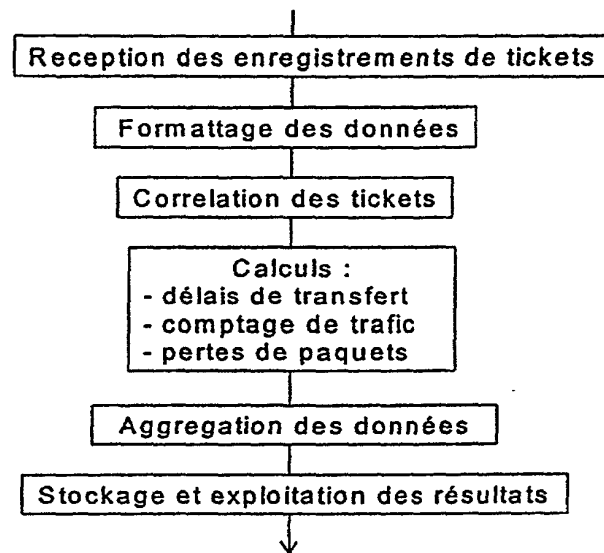 Reception des enregistrements de tickets
Formattage des données
Correlation des tickets
Calculs :
- délais de transfert
- comptage de trafic
- pertes de paquets
Aggregation des données
Stockage et exploitation des résultats